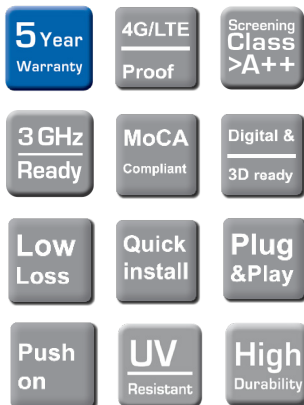 5 Year
Warranty
4G/LTE
Proof
Screening
Class
>A++
3 GHz
Ready
MoCA
Compliant
Digital &
3D ready
Low
Loss
Quick
install
Plug
&Play
Push
on
UV
Resistant
High
Durability